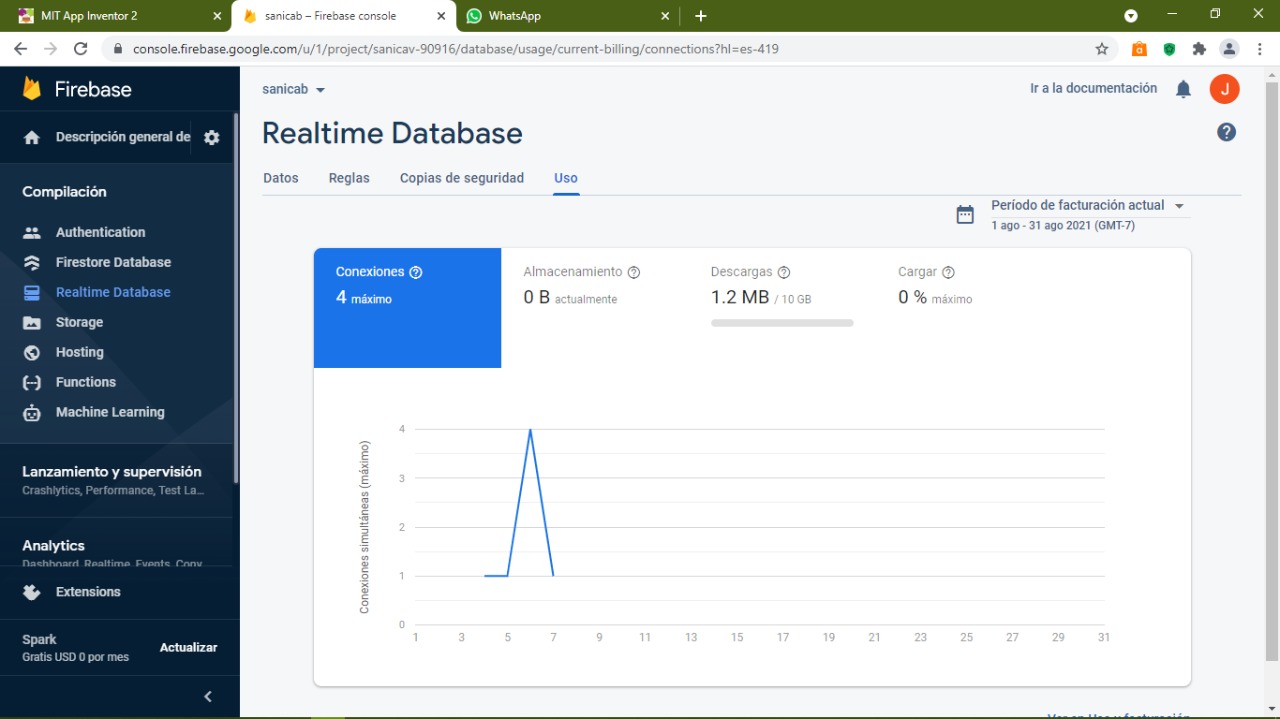 MIT App Inventor 2
sanicab – Firebase console
WhatsApp
console.firebase.google.com/u/1/project/sanicav-90916/database/usage/current-billing/connections?hl=es-419
Firebase
Descripción general de
Compilación
Authentication
Firestore Database
Realtime Database
Storage
Hosting
Functions
Machine Learning
Lanzamiento y supervisión
Crashlytics, Performance, Test La...
Analytics
Dashboard, Realtime, Events, Conv
Extensions
Spark
Gratis USD 0 por mes
Actualizar
sanicab
Ir a la documentación
J
Realtime Database
Datos Reglas Copias de seguridad Uso
Período de facturación actual
1 ago - 31 ago 2021 (GMT-7)
Conexiones
4 máximo
Almacenamiento
0 B actualmente
Descargas
1.2 MB / 10 GB
Cargar
0 % máximo
Conexiones simultáneas (máximo)
4
3
2
1
0
1 3 5 7 9 11 13 15 17 19 21 23 25 27 29 31
Ver en Uso y facturación